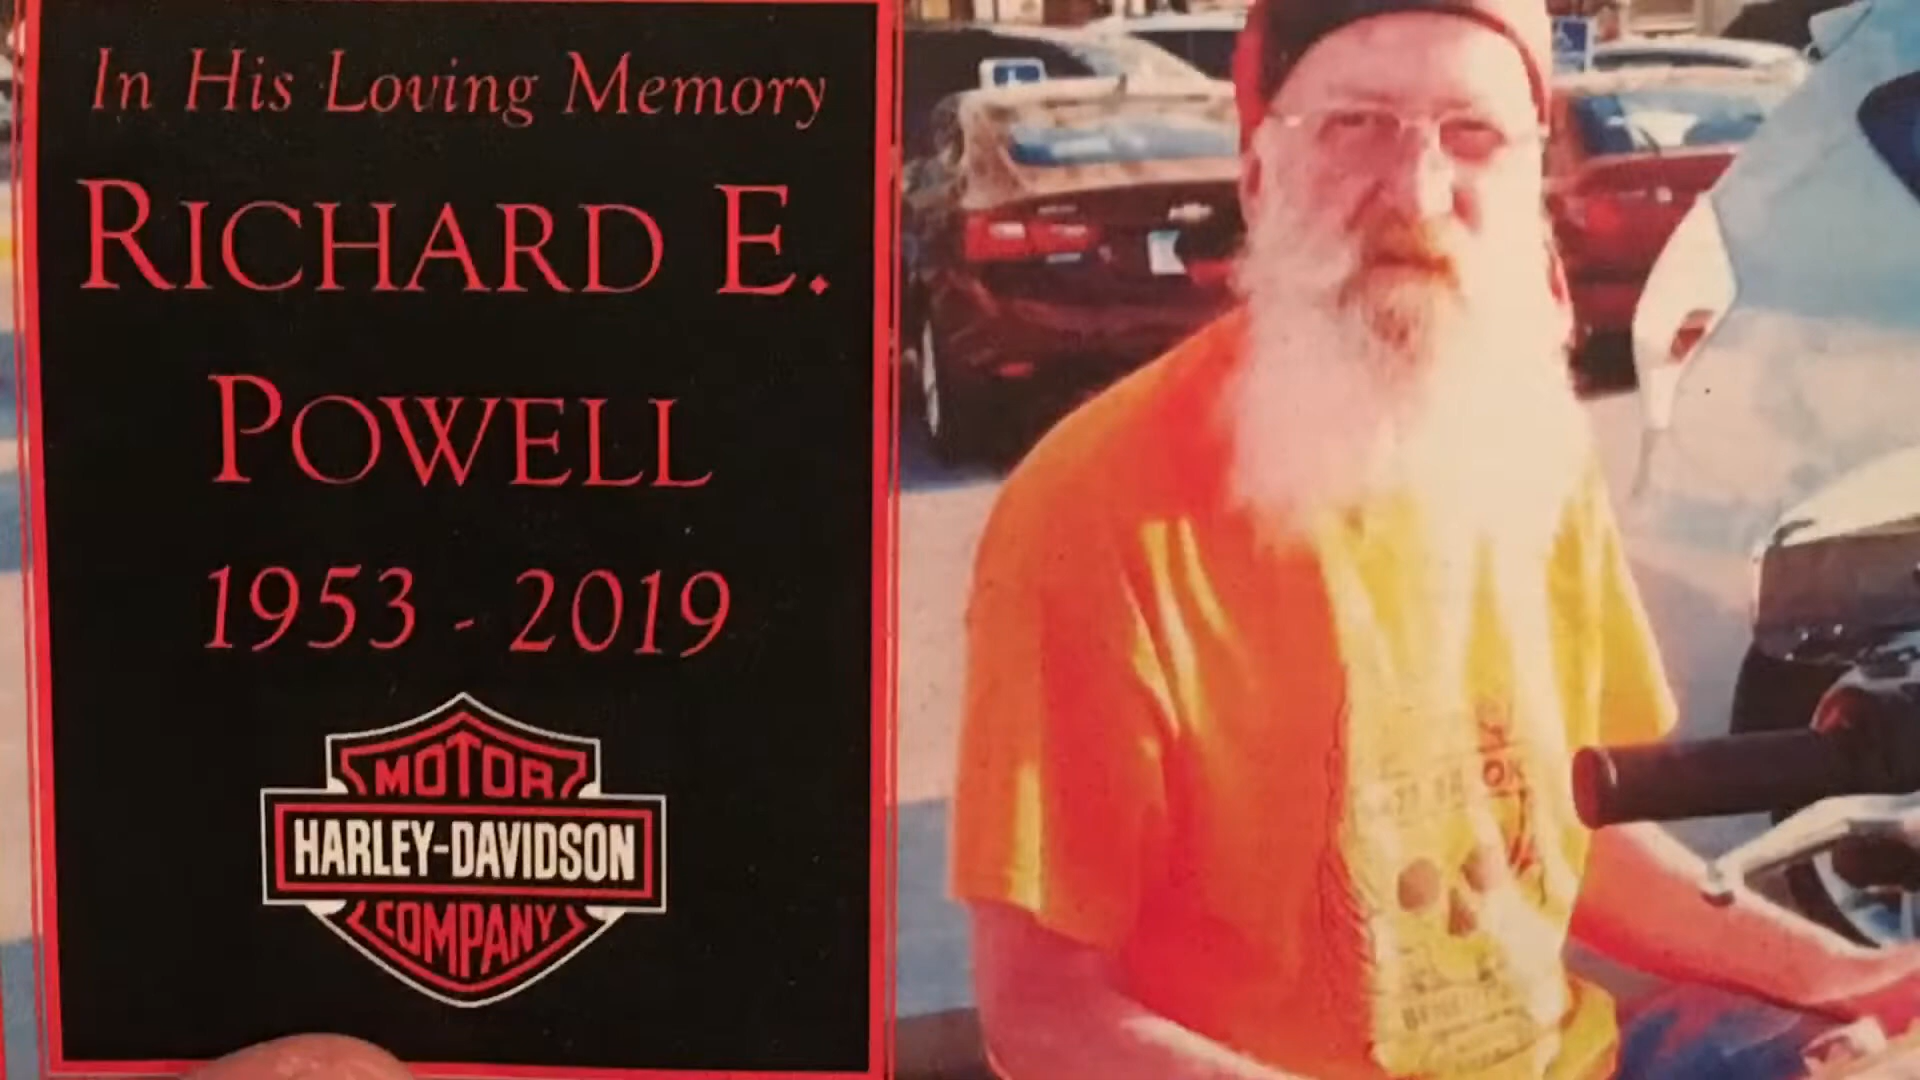 In His Loving Memory
RICHARD E.
POWELL
1953 - 2019
MOTOR
HARLEY-DAVIDSON
COMPANY